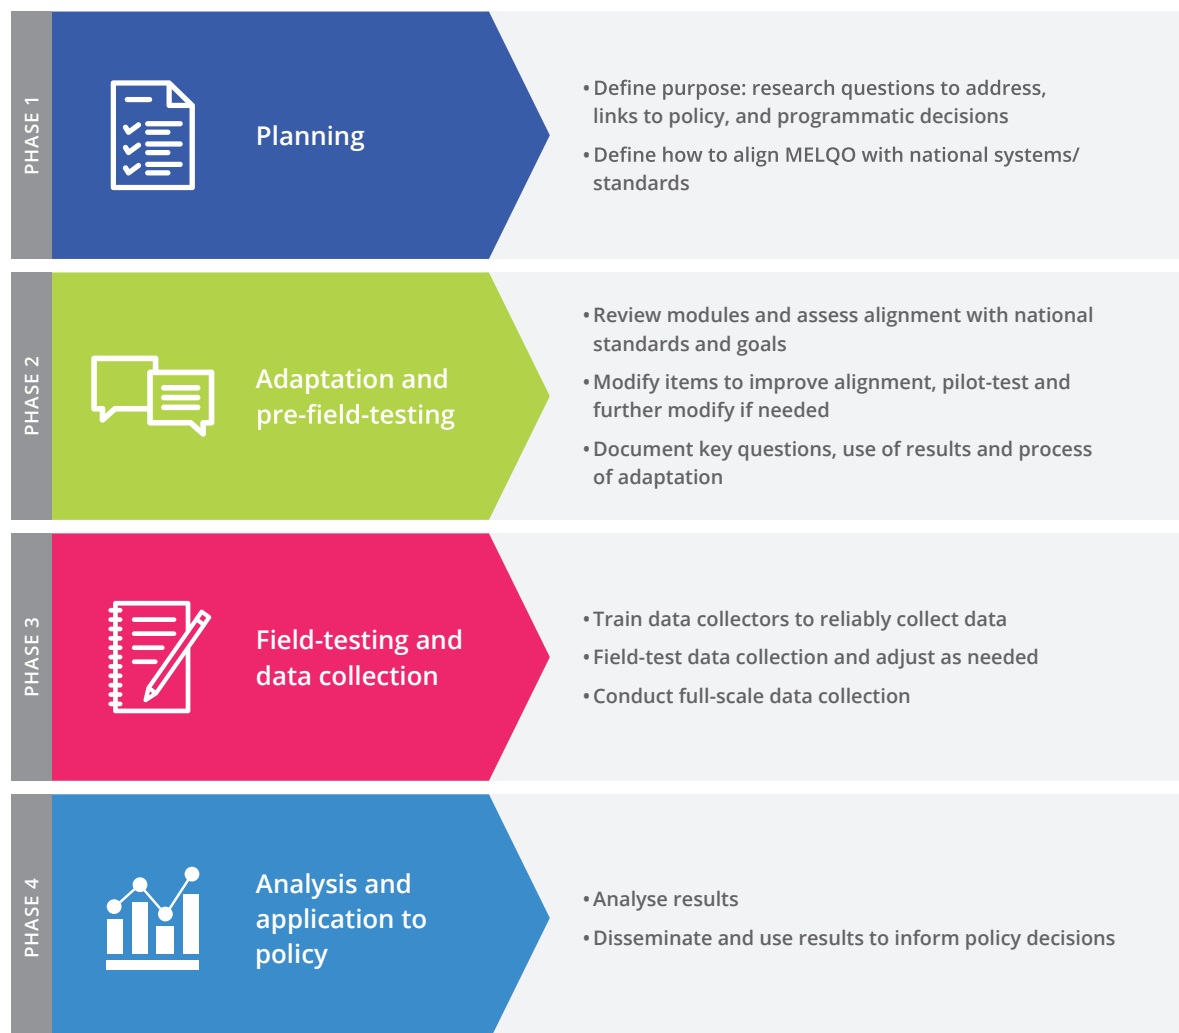 PHASE 1
Planning
• Define purpose: research questions to address,
links to policy, and programmatic decisions
• Define how to align MELQO with national systems/
standards
PHASE 2
Adaptation and
pre-field-testing
• Review modules and assess alignment with national
standards and goals
• Modify items to improve alignment, pilot-test and
further modify if needed
• Document key questions, use of results and process
of adaptation
PHASE 3
Field-testing and
data collection
• Train data collectors to reliably collect data
• Field-test data collection and adjust as needed
• Conduct full-scale data collection
PHASE 4
Analysis and
application to
policy
• Analyse results
• Disseminate and use results to inform policy decisions